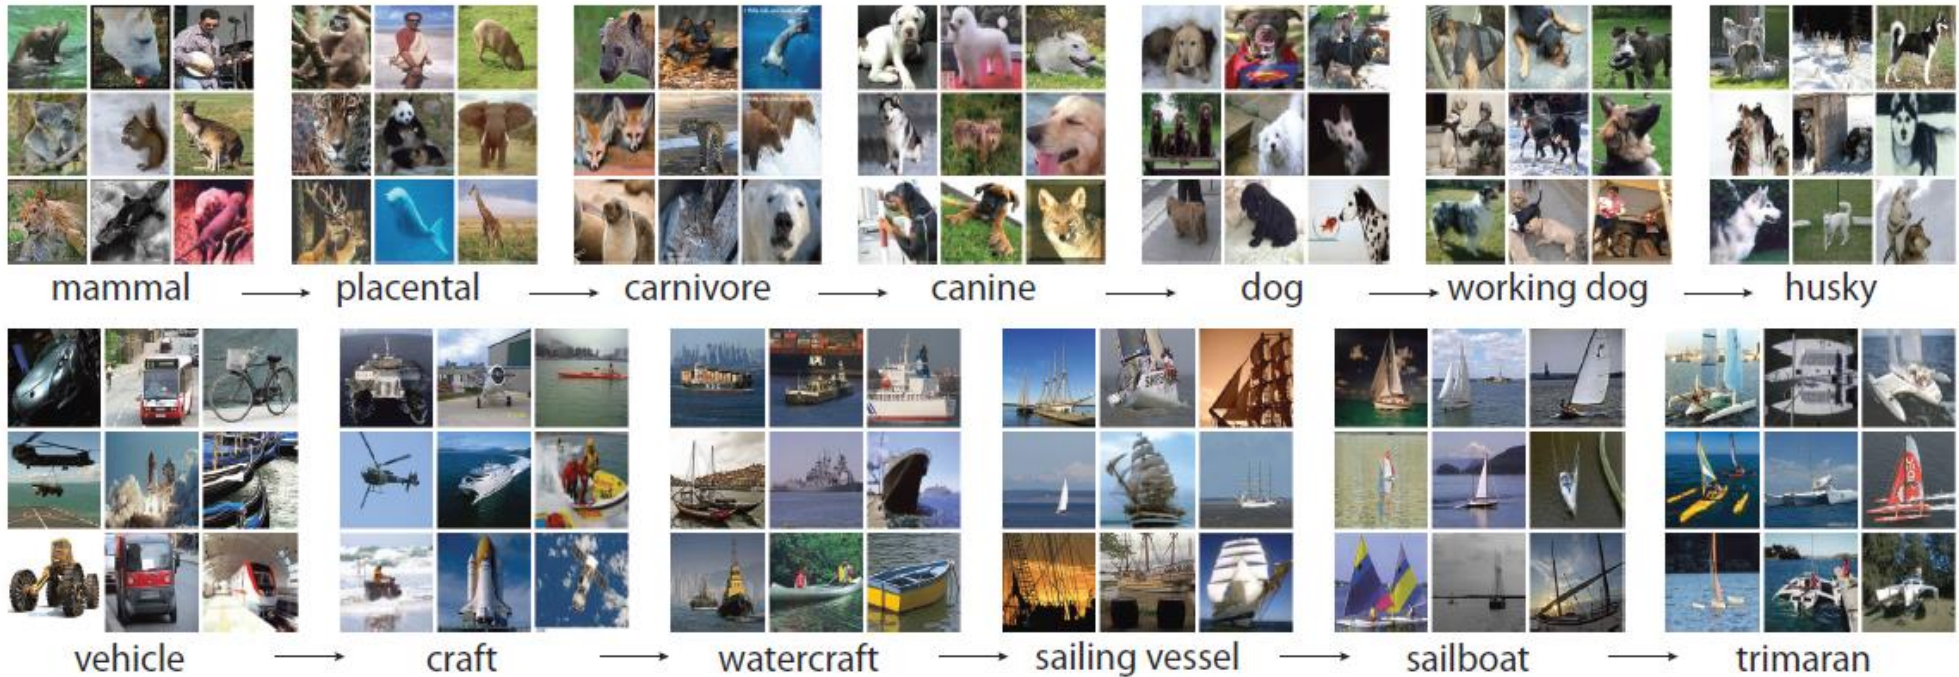 mammal → placental → carnivore → canine → dog → working dog → husky
vehicle → craft → watercraft → sailing vessel → sailboat → trimaran